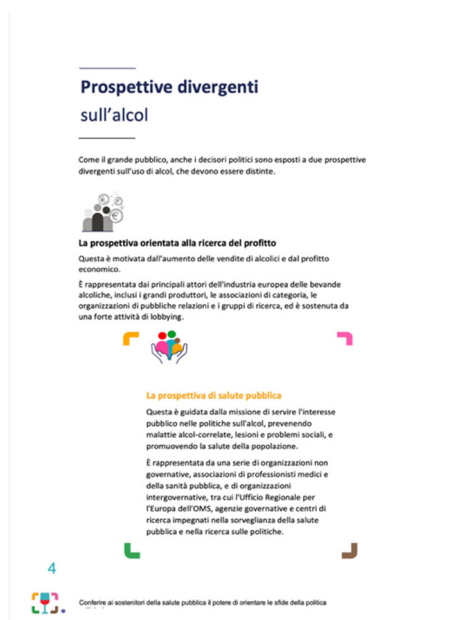 Prospettive divergenti
sull'alcol
Come il grande pubblico, anche i decisori politici sono esposti a due prospettive
divergenti sull'uso di alcol, che devono essere distinte.
La prospettiva orientata alla ricerca del profitto
Questa è motivata dall'aumento delle vendite di alcolici e dal profitto
economico.
È rappresentata dai principali attori dell'industria europea delle bevande
alcoliche, inclusi i grandi produttori, le associazioni di categoria, le
organizzazioni di pubbliche relazioni e i gruppi di ricerca, ed è sostenuta da
una forte attività di lobbying.
La prospettiva di salute pubblica
Questa è guidata dalla missione di servire l'interesse
pubblico nelle politiche sull'alcol, prevenendo
malattie alcol-correlate, lesioni e problemi sociali, e
promuovendo la salute della popolazione.
È rappresentata da una serie di organizzazioni non
governative, associazioni di professionisti medici e
della sanità pubblica, e di organizzazioni
intergovernative, tra cui l'Ufficio Regionale per
l'Europa dell'OMS, agenzie governative e centri di
ricerca impegnati nella sorveglianza della salute
pubblica e nella ricerca sulle politiche.
4
Conferire ai sostenitori della salute pubblica il potere di orientare le sfide della politica